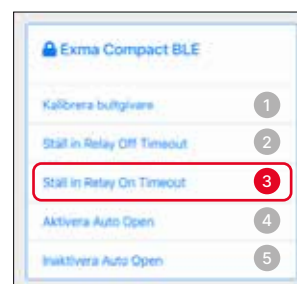 Exma Compact BLE
Kalibrera bultgivare 1
Ställ in Relay Off Timeout 2
Ställ in Relay On Timeout 3
Aktivera Auto Open 4
Inaktivera Auto Open 5